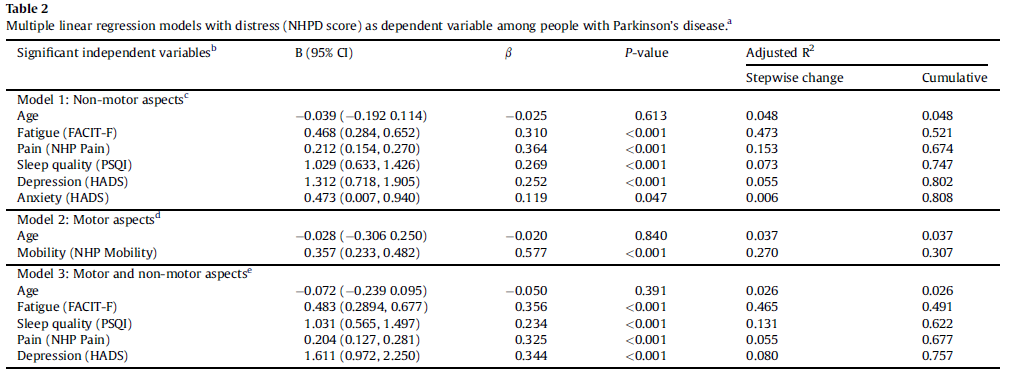 Table 2
Multiple linear regression models with distress (NHPD score) as dependent variable among people with Parkinson's disease.a
Significant independent variablesb B (95% CI) β P-value Adjusted R2
Stepwise change Cumulative
Model 1: Non-motor aspectsc
Age −0.039 (−0.192 0.114) −0.025 0.613 0.048 0.048
Fatigue (FACIT-F) 0.468 (0.284, 0.652) 0.310 <0.001 0.473 0.521
Pain (NHP Pain) 0.212 (0.154, 0.270) 0.364 <0.001 0.153 0.674
Sleep quality (PSQI) 1.029 (0.633, 1.426) 0.269 <0.001 0.073 0.747
Depression (HADS) 1.312 (0.718, 1.905) 0.252 <0.001 0.055 0.802
Anxiety (HADS) 0.473 (0.007, 0.940) 0.119 0.047 0.006 0.808
Model 2: Motor aspectsd
Age −0.028 (−0.306 0.250) −0.020 0.840 0.037 0.037
Mobility (NHP Mobility) 0.357 (0.233, 0.482) 0.577 <0.001 0.270 0.307
Model 3: Motor and non-motor aspectse
Age −0.072 (−0.239 0.095) −0.050 0.391 0.026 0.026
Fatigue (FACIT-F) 0.483 (0.2894, 0.677) 0.356 <0.001 0.465 0.491
Sleep quality (PSQI) 1.031 (0.565, 1.497) 0.234 <0.001 0.131 0.622
Pain (NHP Pain) 0.204 (0.127, 0.281) 0.325 <0.001 0.055 0.677
Depression (HADS) 1.611 (0.972, 2.250) 0.344 <0.001 0.080 0.757